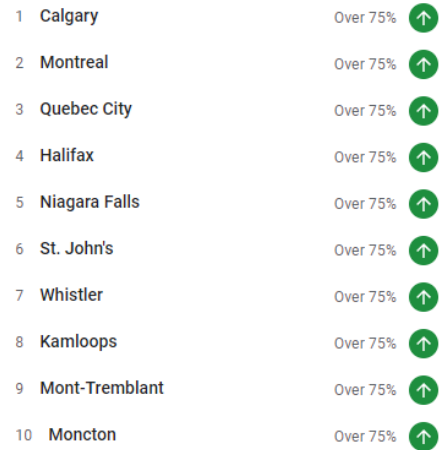 1 Calgary Over 75%
2 Montreal Over 75%
3 Quebec City Over 75%
4 Halifax Over 75%
5 Niagara Falls Over 75%
6 St. John's Over 75%
7 Whistler Over 75%
8 Kamloops Over 75%
9 Mont-Tremblant Over 75%
10 Moncton Over 75%